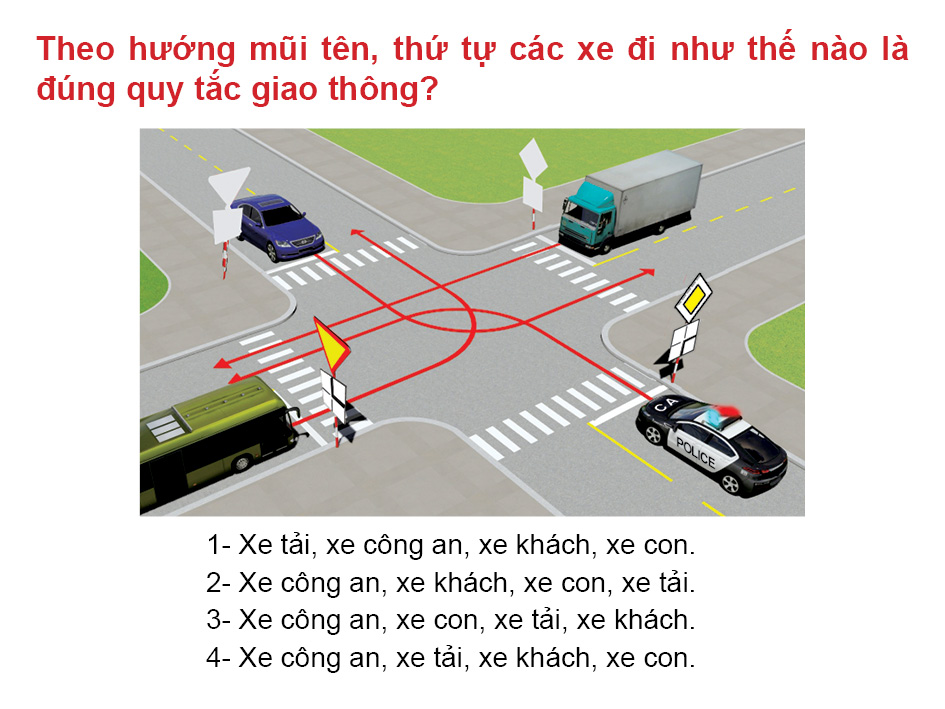 Theo hướng mũi tên, thứ tự các xe đi như thế nào là
đúng quy tắc giao thông?
CA
POLICE
1- Xe tải, xe công an, xe khách, xe con.
2- Xe công an, xe khách, xe con, xe tải.
3- Xe công an, xe con, xe tải, xe khách.
4- Xe công an, xe tải, xe khách, xe con.